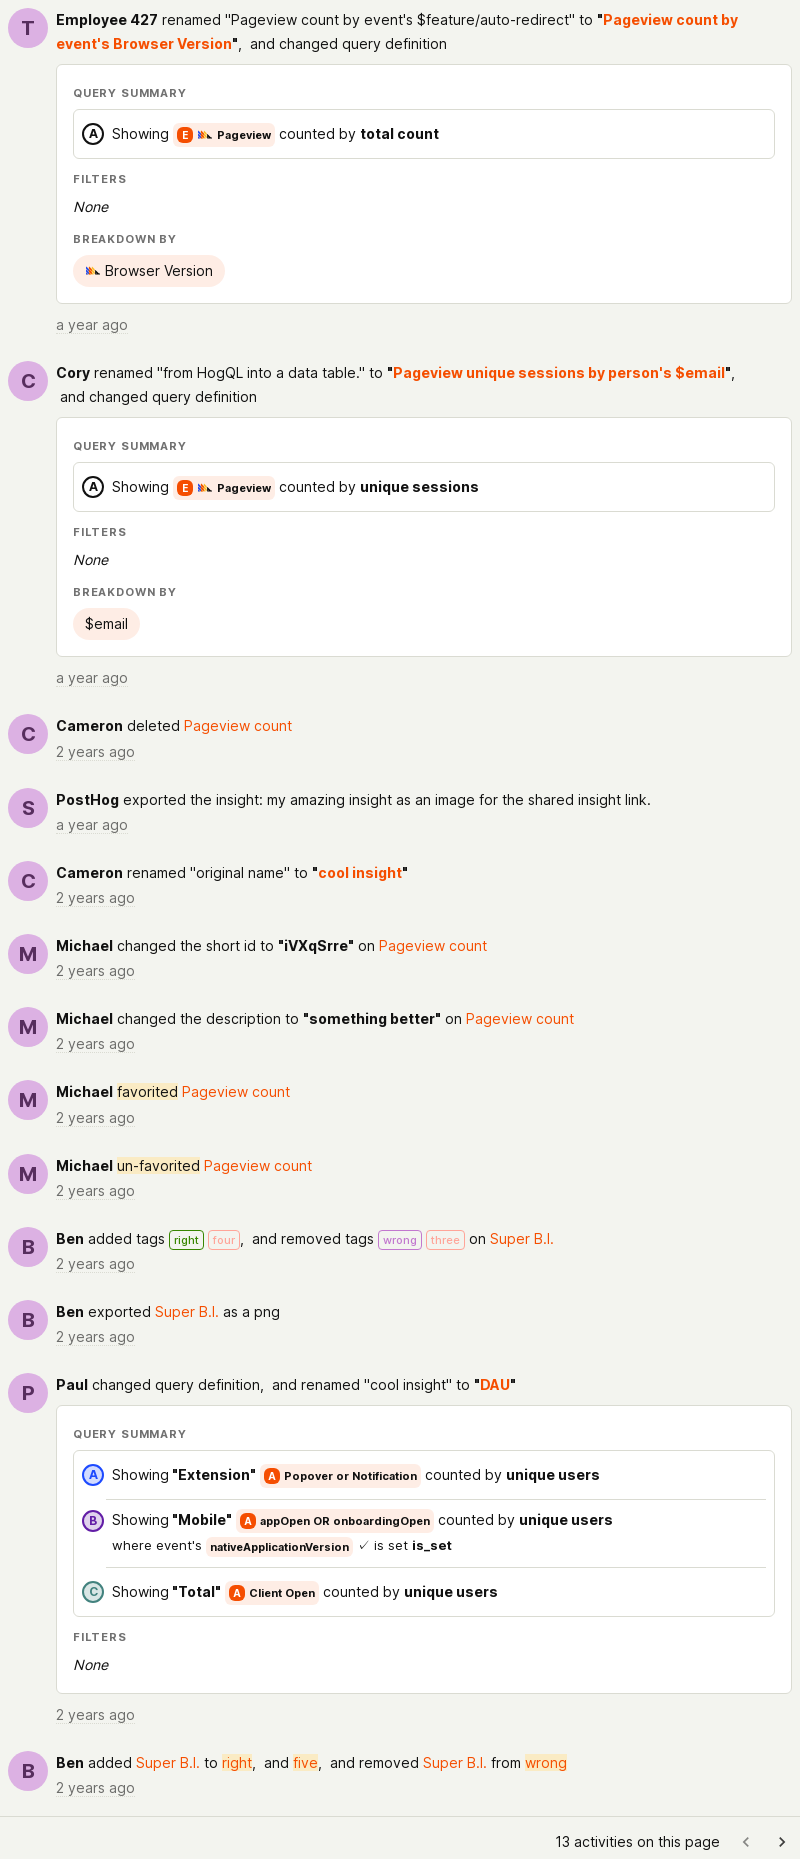 T
Employee 427 renamed "Pageview count by event's $feature/auto-redirect" to "Pageview count by
event's Browser Version", and changed query definition
QUERY SUMMARY
A Showing E Pageview counted by total count
FILTERS
None
BREAKDOWN BY
Browser Version
a year ago
C
Cory renamed "from HogQL into a data table." to "Pageview unique sessions by person's $email",
and changed query definition
QUERY SUMMARY
A Showing E Pageview counted by unique sessions
FILTERS
None
BREAKDOWN BY
$email
a year ago
C
Cameron deleted Pageview count
2 years ago
S
PostHog exported the insight: my amazing insight as an image for the shared insight link.
a year ago
C
Cameron renamed "original name" to "cool insight"
2 years ago
M
Michael changed the short id to "iVXqSrre" on Pageview count
2 years ago
M
Michael changed the description to "something better" on Pageview count
2 years ago
M
Michael favorited Pageview count
2 years ago
M
Michael un-favorited Pageview count
2 years ago
B
Ben added tags right four, and removed tags wrong three on Super B.I.
2 years ago
B
Ben exported Super B.I. as a png
2 years ago
P
Paul changed query definition, and renamed "cool insight" to "DAU"
QUERY SUMMARY
A Showing "Extension" A Popover or Notification counted by unique users
B Showing "Mobile" A appOpen OR onboardingOpen counted by unique users
where event's nativeApplicationVersion ✓ is set is_set
C Showing "Total" A Client Open counted by unique users
FILTERS
None
2 years ago
B
Ben added Super B.I. to right, and five, and removed Super B.I. from wrong
2 years ago
13 activities on this page